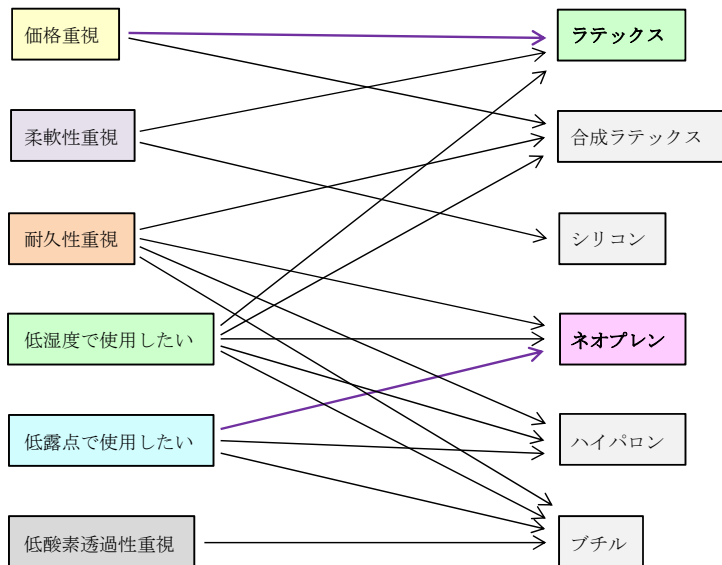 価格重視
ラテックス
柔軟性重視
合成ラテックス
耐久性重視
シリコン
低湿度で使用したい
ネオプレン
低露点で使用したい
ハイパロン
低酸素透過性重視
ブチル